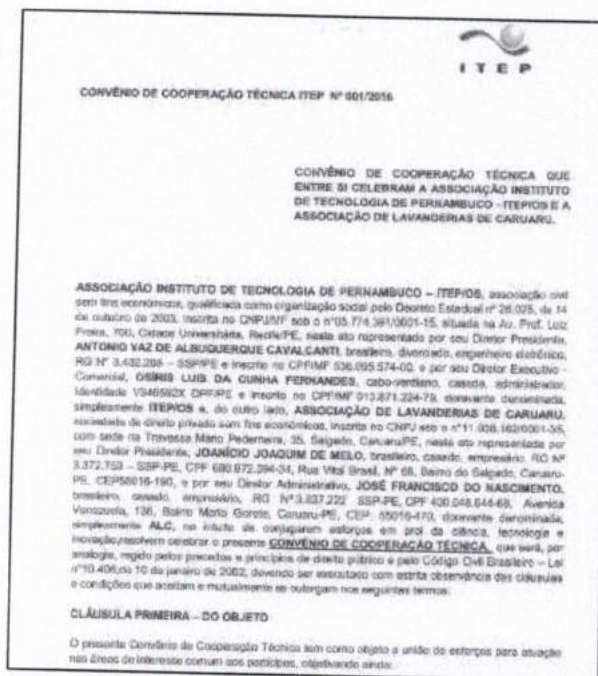 ITEP
CONVÊNIO DE COOPERAÇÃO TÉCNICA ITEP Nº 001/2016
CONVÊNIO DE COOPERAÇÃO TÉCNICA QUE
ENTRE SI CELEBRAM A ASSOCIAÇÃO INSTITUTO
DE TECNOLOGIA DE PERNAMBUCO - ITEP/OS E A
ASSOCIAÇÃO DE LAVANDERIAS DE CARUARU.
ASSOCIAÇÃO INSTITUTO DE TECNOLOGIA DE PERNAMBUCO – ITEP/OS, associação civil
sem fins econômicos, qualificada como organização social pelo Decreto Estadual nº 26.025, de 14
de outubro de 2003, inscrita no CNPJ/MF sob o nº05.774.391/0001-15, situada na Av. Prof. Luiz
Freire, 700, Cidade Universitária, Recife/PE, neste ato representado por seu Diretor Presidente,
ANTONIO VAZ DE ALBUQUERQUE CAVALCANTI, brasileiro, divorciado, engenheiro eletrônico,
RG Nº 3.432.205 – SSP/PE e inscrito no CPF/MF 536.095.574-00, e por seu Diretor Executivo -
Comercial, OSÍRIS LUIS DA CUNHA FERNANDES, cabo-verdiano, casado, administrador,
Identidade V346592X DPF/PE e inscrito no CPF/MF 013.871.224-79, doravante denominada,
simplesmente ITEP/OS e, do outro lado, ASSOCIAÇÃO DE LAVANDERIAS DE CARUARU,
sociedade de direito privado sem fins econômicos, inscrita no CNPJ sob o nº11.038.162/0001-35,
com sede na Travessa Mário Pederneira, 35, Salgado, Caruaru/PE, neste ato representada por
seu Diretor Presidente, JOANÍCIO JOAQUIM DE MELO, brasileiro, casado, empresário, RG Nº
3.372.753 – SSP-PE, CPF 680.972.394-34, Rua Vital Brasil, Nº 66, Bairro do Salgado, Caruaru-
PE, CEP55016-190, e por seu Diretor Administrativo, JOSÉ FRANCISCO DO NASCIMENTO,
brasileiro, casado, empresário, RG Nº3.837.222 SSP-PE, CPF 430.048.644-68, Avenida
Venezuela, 136, Bairro Maria Gorete, Caruaru-PE, CEP: 55016-470, doravante denominada,
simplesmente ALC, no intuito de conjugarem esforços em prol da ciência, tecnologia e
inovação,resolvem celebrar o presente CONVÊNIO DE COOPERAÇÃO TÉCNICA, que será, por
analogia, regido pelos preceitos e princípios de direito público e pelo Código Civil Brasileiro – Lei
nº10.406,de 10 de janeiro de 2002, devendo ser executado com estrita observância das cláusulas
e condições que aceitam e mutuamente se outorgam nos seguintes termos:
CLÁUSULA PRIMEIRA – DO OBJETO
O presente Convênio de Cooperação Técnica tem como objeto a união de esforços para atuação
nas áreas de interesse comum aos partícipes, objetivando ainda: